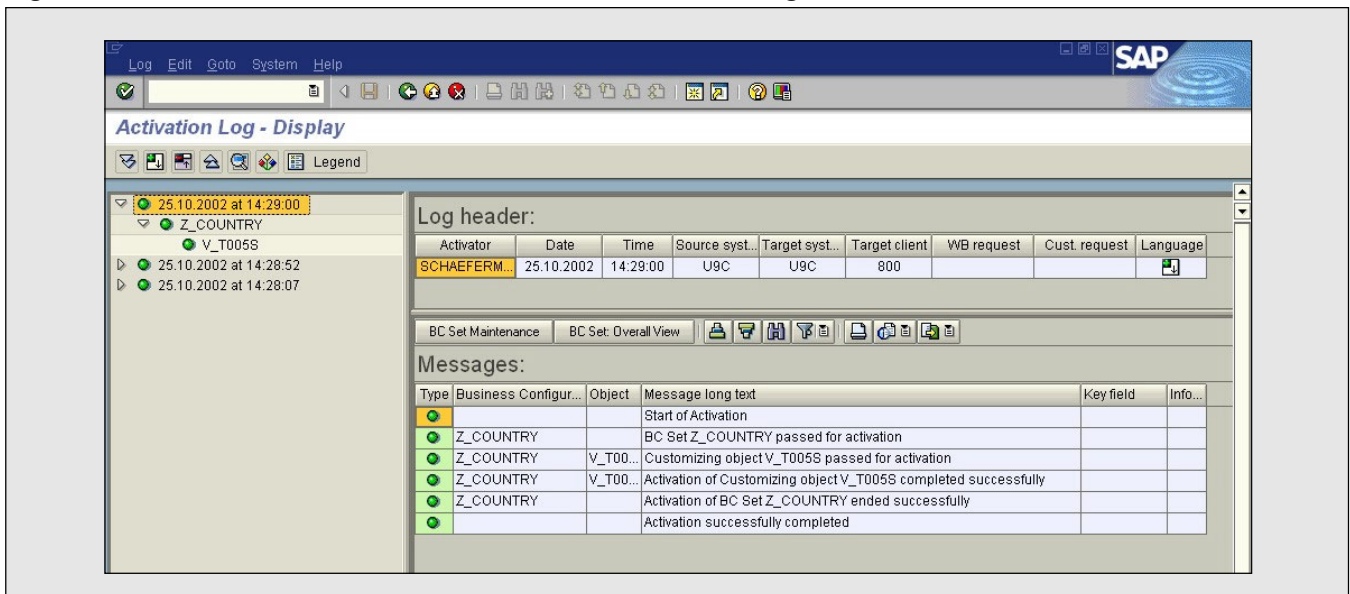 Log Edit Goto System Help
SAP
Activation Log - Display
Legend
25.10.2002 at 14:29:00
Z_COUNTRY
V_T005S
25.10.2002 at 14:28:52
25.10.2002 at 14:28:07
Log header:
Activator Date Time Source syst... Target syst... Target client WB request Cust. request Language
SCHAEFERM... 25.10.2002 14:29:00 U9C U9C 800
BC Set Maintenance BC Set: Overall View
Messages:
Type Business Configur... Object Message long text Key field Info...
Start of Activation
Z_COUNTRY BC Set Z_COUNTRY passed for activation
Z_COUNTRY V_T00... Customizing object V_T005S passed for activation
Z_COUNTRY V_T00... Activation of Customizing object V_T005S completed successfully
Z_COUNTRY Activation of BC Set Z_COUNTRY ended successfully
Activation successfully completed